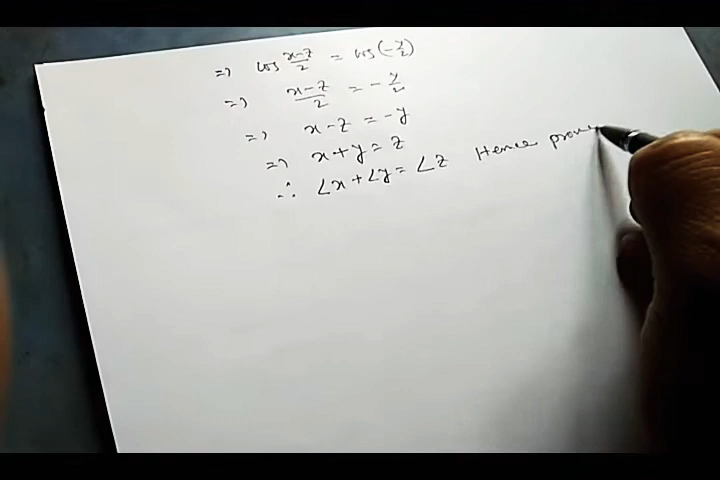 => cos x-z/2 = cos(-y/2)
=> x-z/2 = -y/2
=> x-z = -y
=> x+y = z
∴ ∠x+∠y = ∠z Hence prove